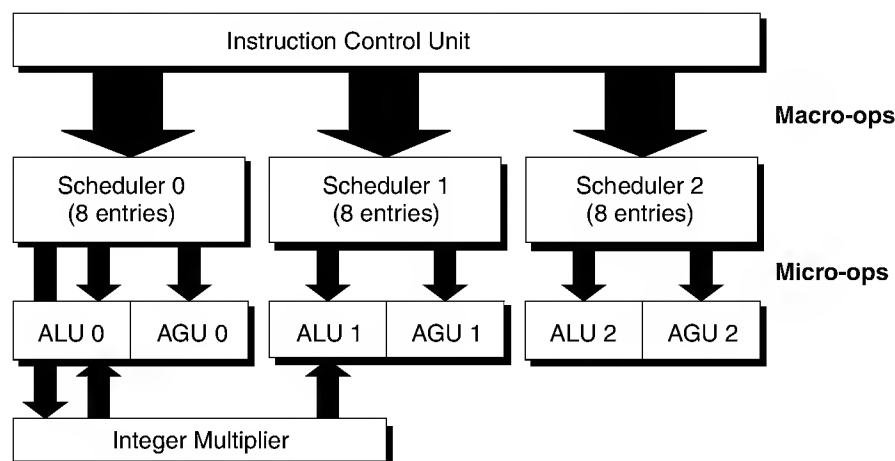 Instruction Control Unit
Macro-ops
Scheduler 0
(8 entries)
Scheduler 1
(8 entries)
Scheduler 2
(8 entries)
Micro-ops
ALU 0
AGU 0
ALU 1
AGU 1
ALU 2
AGU 2
Integer Multiplier